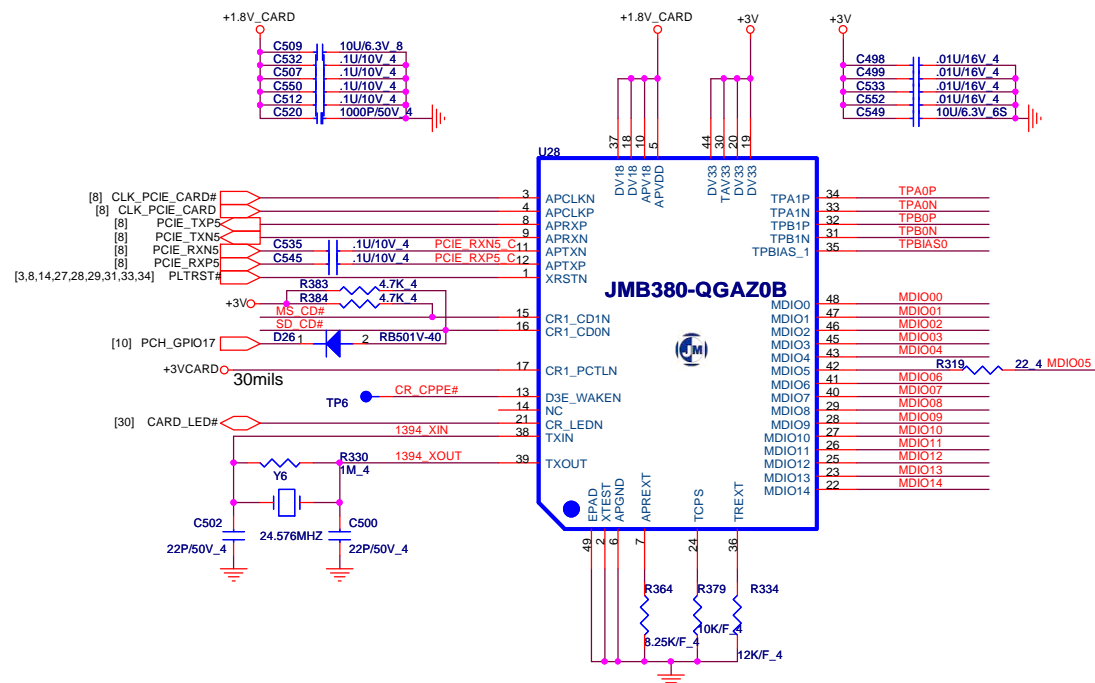 +1.8V_CARD
+1.8V_CARD
+3V
+3V
C509 10U/6.3V_8
C532 .1U/10V_4
C507 .1U/10V_4
C550 .1U/10V_4
C512 .1U/10V_4
C520 1000P/50V_4
C498 .01U/16V_4
C499 .01U/16V_4
C533 .01U/16V_4
C552 .01U/16V_4
C549 10U/6.3V_6S
37 18 10 5 44 30 20 19
U28
DV18 DV18 APV18 APVDD DV33 TAV33 DV33 DV33
[8] CLK_PCIE_CARD# 3 APCLKN
[8] CLK_PCIE_CARD 4 APCLKP
[8] PCIE_TXP5 8 APRXP
[8] PCIE_TXN5 9 APRXN
[8] PCIE_RXN5 C535 .1U/10V_4 PCIE_RXN5_C 11 APTXN
[8] PCIE_RXP5 C545 .1U/10V_4 PCIE_RXP5_C 12 APTXP
[3,8,14,27,28,29,31,33,34] PLTRST# 1 XRSTN
TPA1P 34 TPA0P
TPA1N 33 TPA0N
TPB1P 32 TPB0P
TPB1N 31 TPB0N
TPBIAS_1 35 TPBIAS0
JMB380-QGAZ0B
JM
R383 4.7K_4
+3V R384 4.7K_4
MS_CD# 15 CR1_CD1N
SD_CD# 16 CR1_CD0N
[10] PCH_GPIO17 D26 1 2 RB501V-40
+3VCARD 17 CR1_PCTLN
30mils
TP6 CR_CPPE# 13 D3E_WAKEN
14 NC
[30] CARD_LED# 21 CR_LEDN
1394_XIN 38 TXIN
1394_XOUT 39 TXOUT
MDIO0 48 MDIO00
MDIO1 47 MDIO01
MDIO2 46 MDIO02
MDIO3 45 MDIO03
MDIO4 43 MDIO04
MDIO5 42 R319 22_4 MDIO05
MDIO6 41 MDIO06
MDIO7 40 MDIO07
MDIO8 29 MDIO08
MDIO9 28 MDIO09
MDIO10 27 MDIO10
MDIO11 26 MDIO11
MDIO12 25 MDIO12
MDIO13 23 MDIO13
MDIO14 22 MDIO14
R330
1M_4
Y6
24.576MHZ
C502
22P/50V_4
C500
22P/50V_4
EPAD XTEST APGND APREXT TCPS TREXT
49 2 6 7 24 36
R364 R379 R334
8.25K/F_4 10K/F_4 12K/F_4